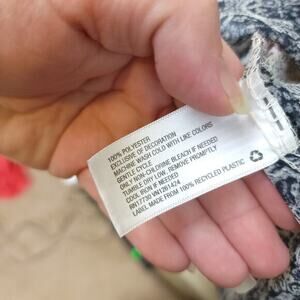 100% POLYESTER
EXCLUSIVE OF DECORATION
MACHINE WASH COLD WITH LIKE COLORS
GENTLE CYCLE
ONLY NON-CHLORINE BLEACH IF NEEDED
TUMBLE DRY LOW, REMOVE PROMPTLY
COOL IRON IF NEEDED
RN17730 VN1281424
LABEL MADE FROM 100% RECYCLED PLASTIC